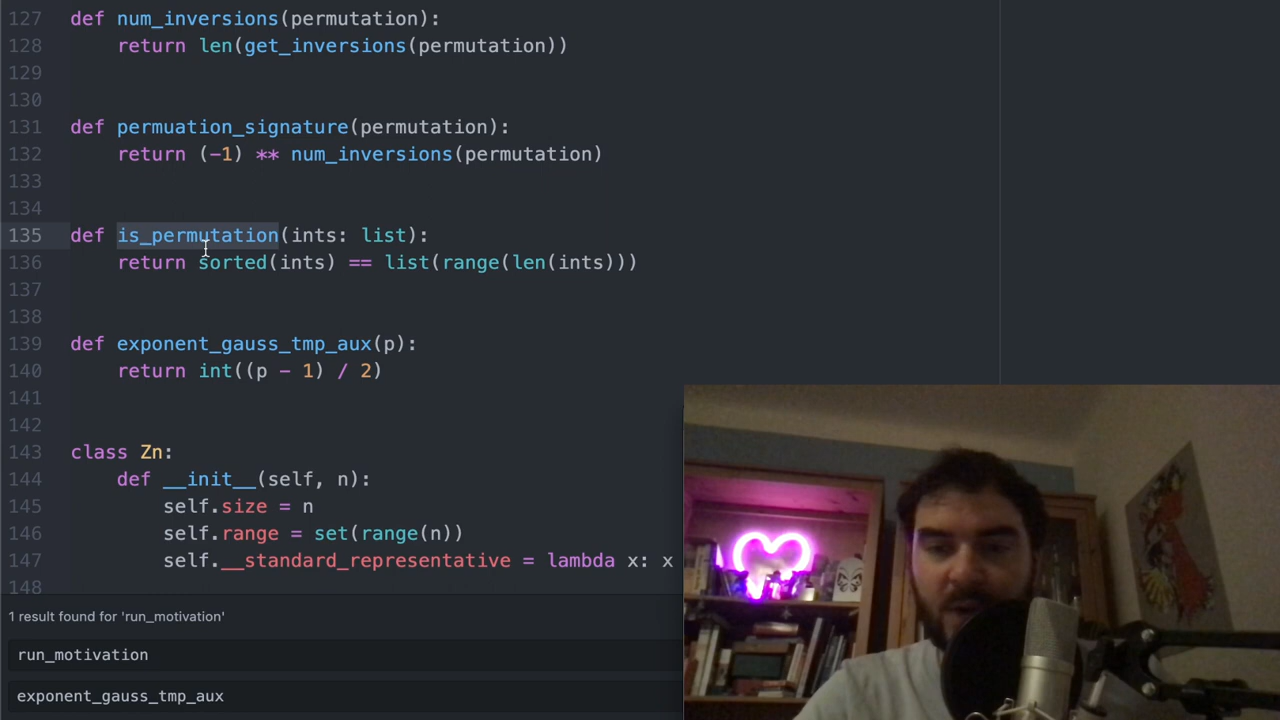 127 def num_inversions(permutation):
128 return len(get_inversions(permutation))
129
130
131 def permuation_signature(permutation):
132 return (-1) ** num_inversions(permutation)
133
134
135 def is_permutation(ints: list):
136 return sorted(ints) == list(range(len(ints)))
137
138
139 def exponent_gauss_tmp_aux(p):
140 return int((p - 1) / 2)
141
142
143 class Zn:
144 def __init__(self, n):
145 self.size = n
146 self.range = set(range(n))
147 self.__standard_representative = lambda x: x
148
1 result found for 'run_motivation'
run_motivation
exponent_gauss_tmp_aux